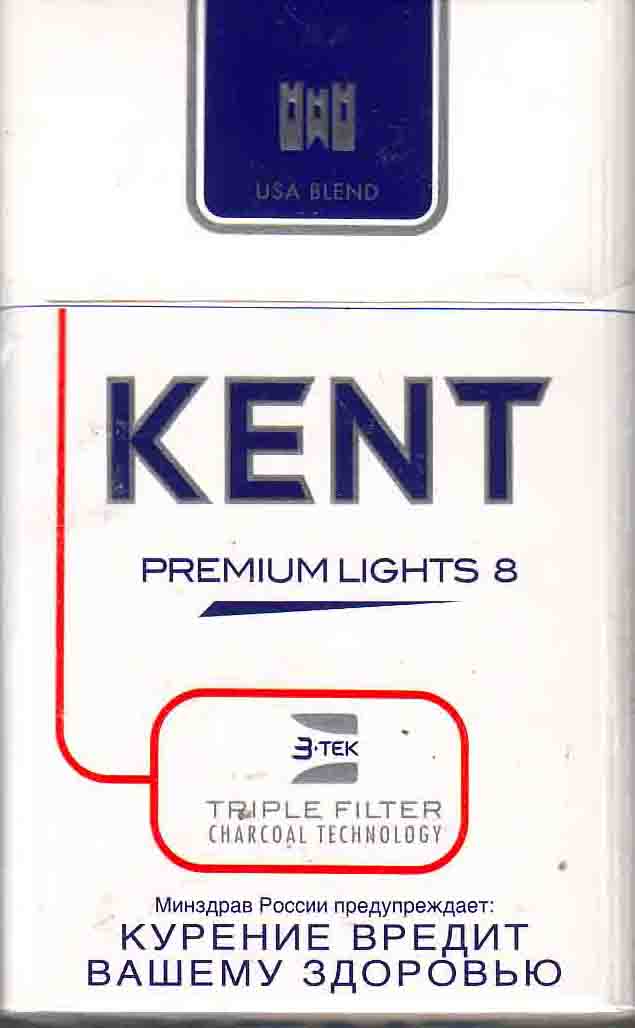 USA BLEND
KENT
PREMIUM LIGHTS 8
3·TEK
TRIPLE FILTER
CHARCOAL TECHNOLOGY
Минздрав России предупреждает:
КУРЕНИЕ ВРЕДИТ
ВАШЕМУ ЗДОРОВЬЮ